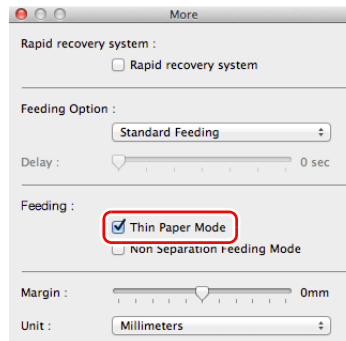 More
Rapid recovery system :
Rapid recovery system
Feeding Option :
Standard Feeding
Delay : 0 sec
Feeding :
Thin Paper Mode
Non Separation Feeding Mode
Margin : 0mm
Unit : Millimeters